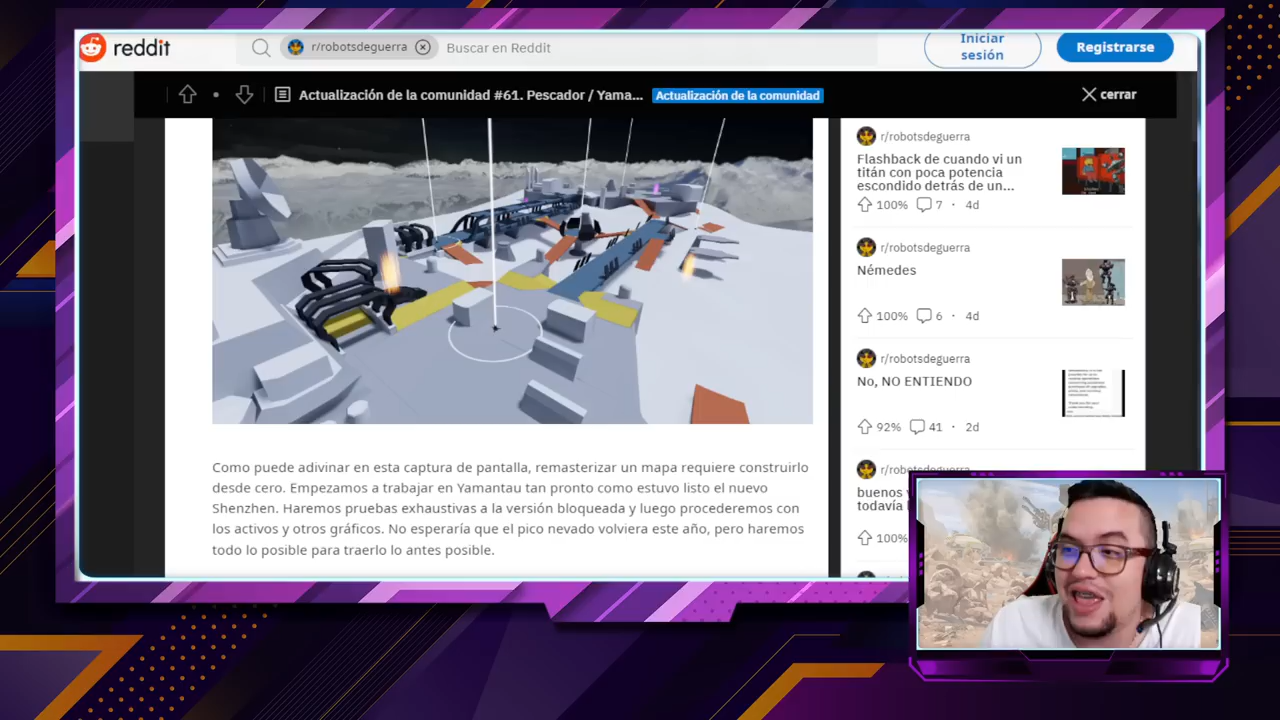 reddit
r/robotsdeguerra
Buscar en Reddit
Iniciar sesión
Registrarse
Actualización de la comunidad #61. Pescador / Yama...
Actualización de la comunidad
cerrar
Como puede adivinar en esta captura de pantalla, remasterizar un mapa requiere construirlo
desde cero. Empezamos a trabajar en Yamantau tan pronto como estuvo listo el nuevo
Shenzhen. Haremos pruebas exhaustivas a la versión bloqueada y luego procederemos con
los activos y otros gráficos. No esperaría que el pico nevado volviera este año, pero haremos
todo lo posible para traerlo lo antes posible.
r/robotsdeguerra
Flashback de cuando vi un
titán con poca potencia
escondido detrás de un...
100% 7 · 4d
r/robotsdeguerra
Némedes
100% 6 · 4d
r/robotsdeguerra
No, NO ENTIENDO
92% 41 · 2d
r/robotsdeguerra
buenos
todavía
100%